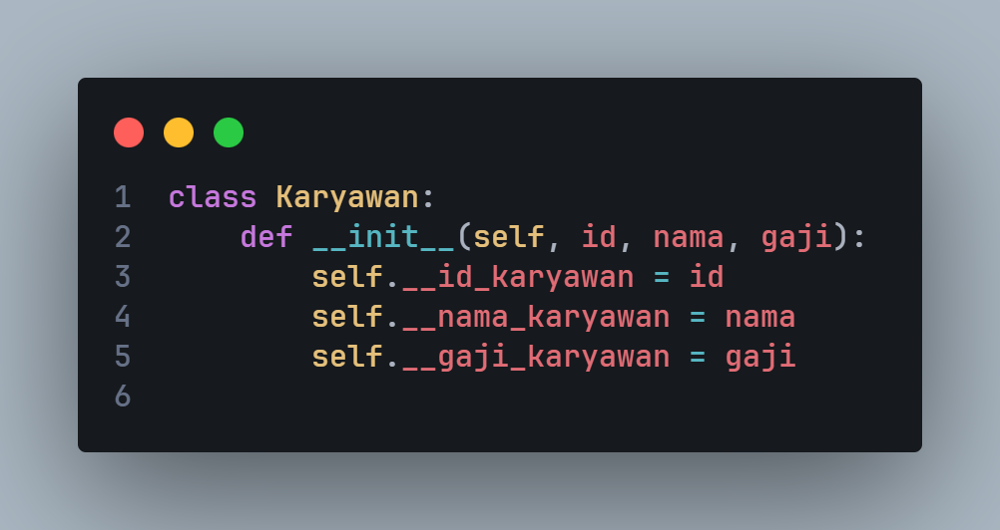 1 class Karyawan:
2     def __init__(self, id, nama, gaji):
3         self.__id_karyawan = id
4         self.__nama_karyawan = nama
5         self.__gaji_karyawan = gaji
6